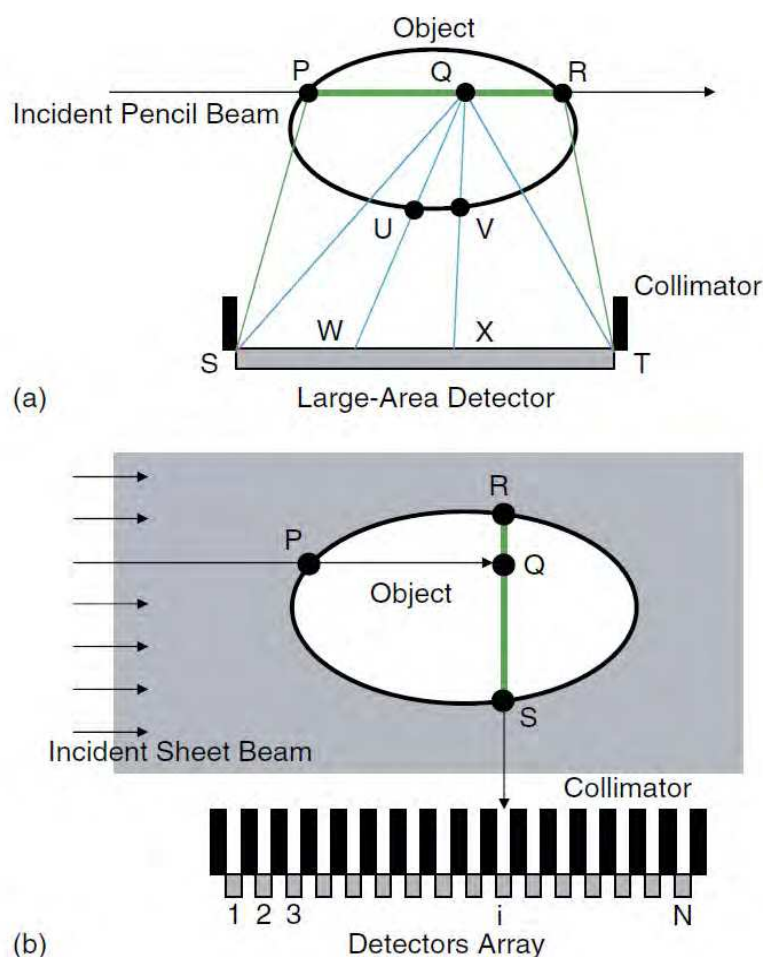 Object
P Q R
Incident Pencil Beam
U V
Collimator
W X
S T
(a) Large-Area Detector
R
P
Q
Object
S
Incident Sheet Beam
Collimator
1 2 3 i N
(b) Detectors Array